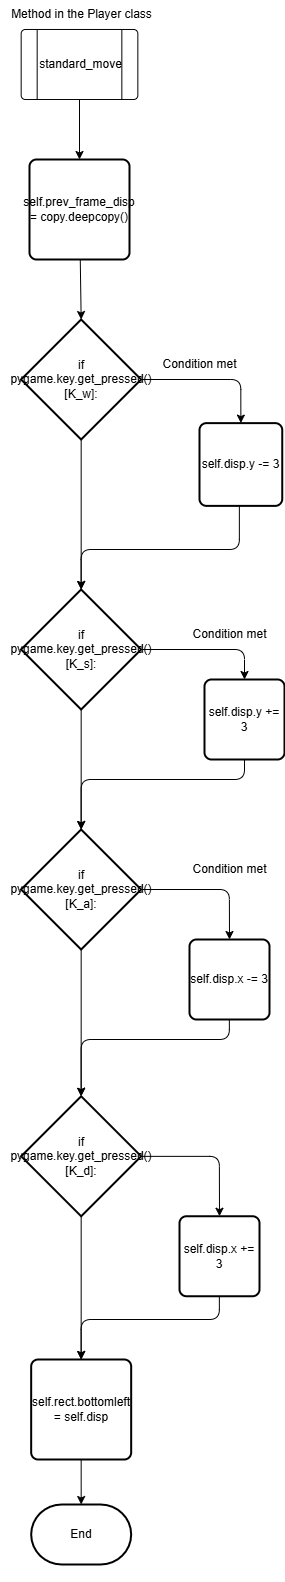 Method in the Player class
standard_move
self.prev_frame_disp
= copy.deepcopy()
if
pygame.key.get_pressed()
[K_w]:
Condition met
self.disp.y -= 3
if
pygame.key.get_pressed()
[K_s]:
Condition met
self.disp.y +=
3
if
pygame.key.get_pressed()
[K_a]:
Condition met
self.disp.x -= 3
if
pygame.key.get_pressed()
[K_d]:
self.disp.x +=
3
self.rect.bottomleft
= self.disp
End